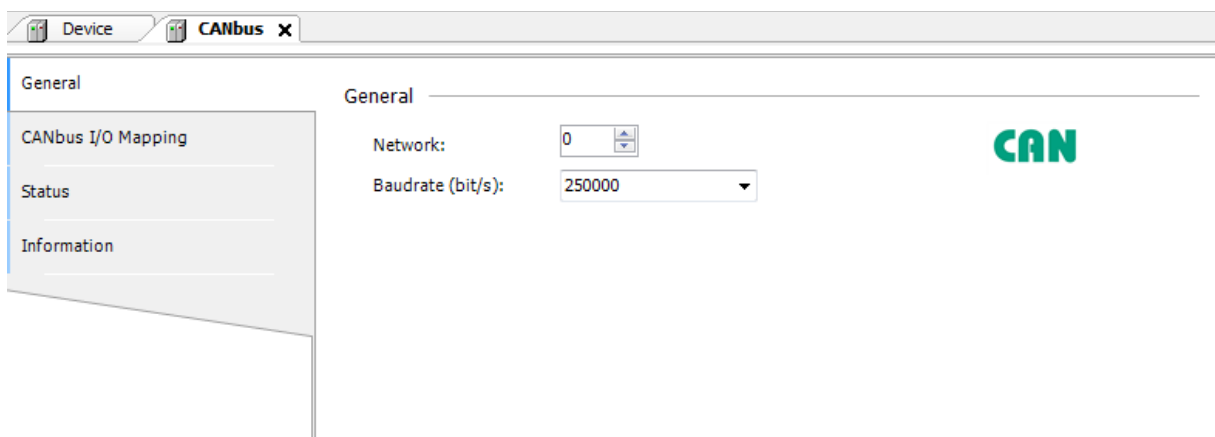 Device CANbus
General
CANbus I/O Mapping
Status
Information
General
Network: 0
Baudrate (bit/s): 250000
CAN